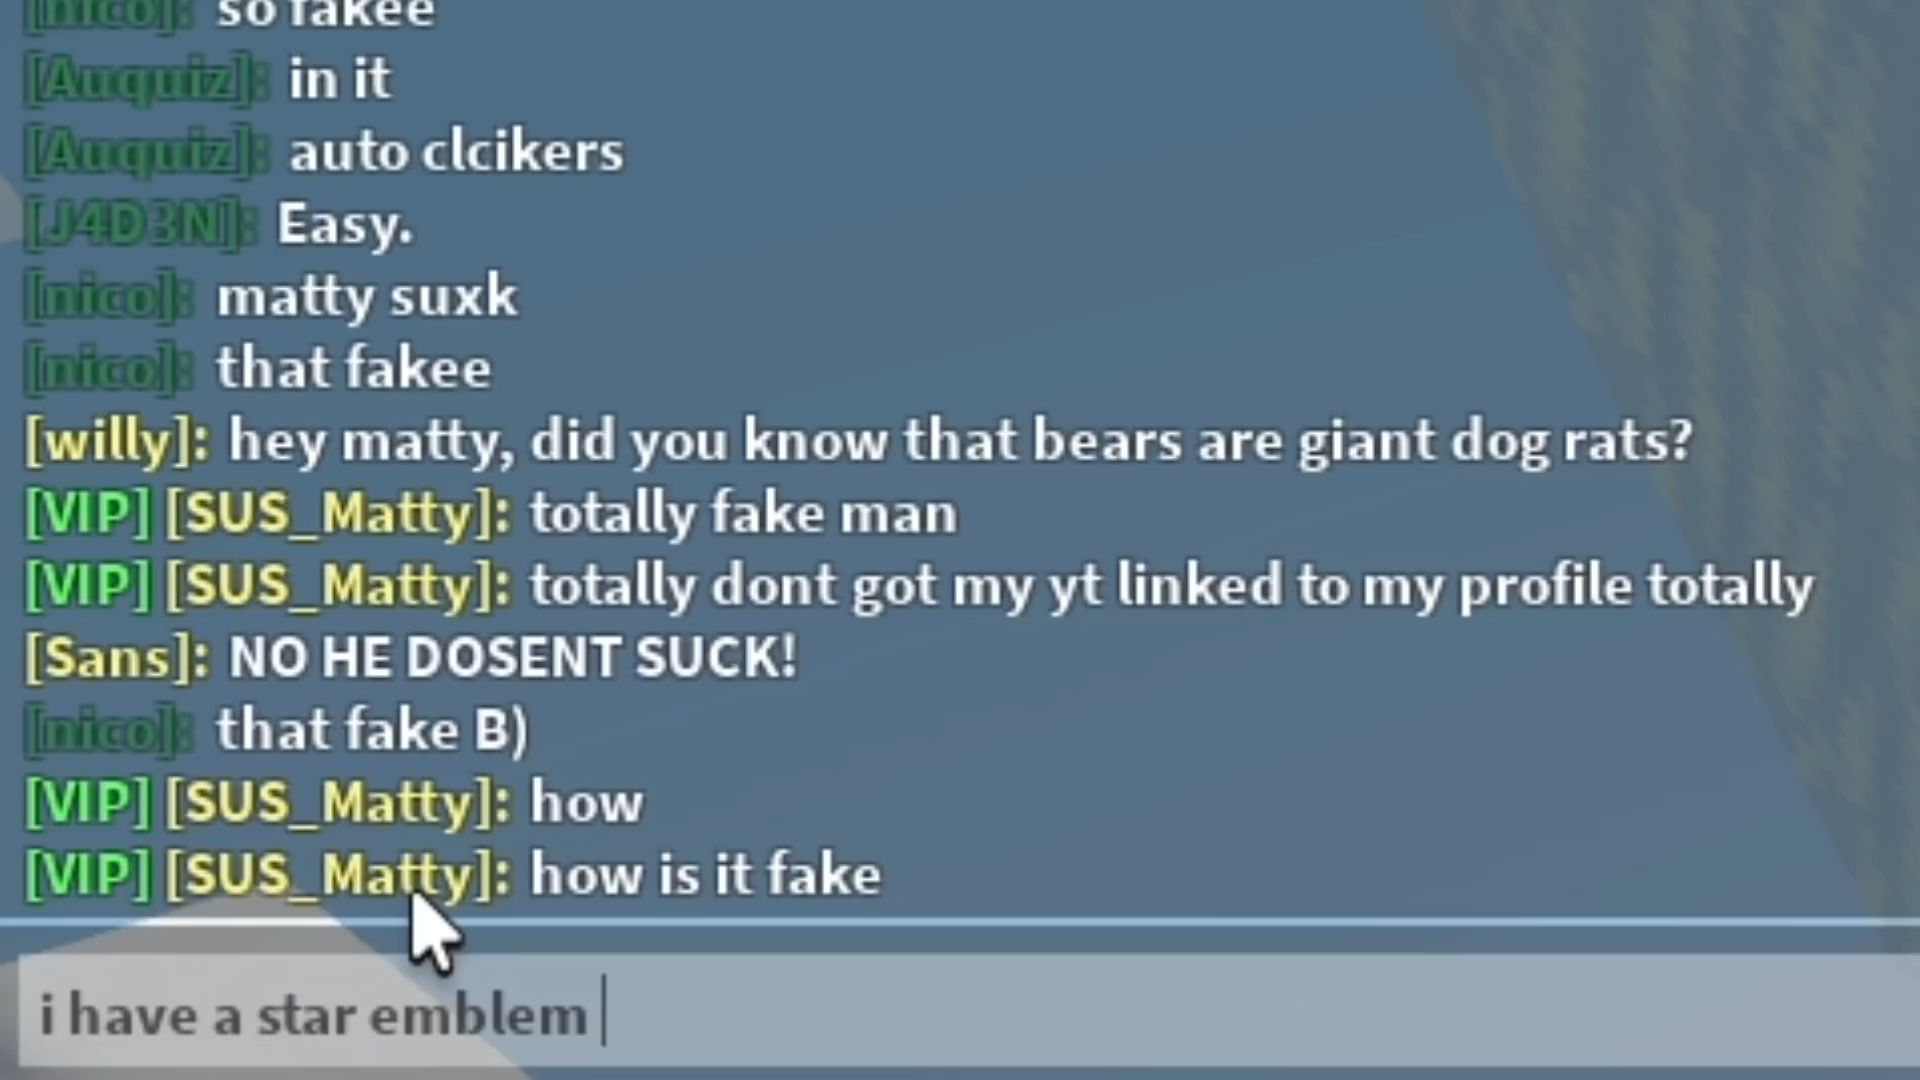 [nico]: so fakee
[Auquiz]: in it
[Auquiz]: auto clcikers
[J4D3N]: Easy.
[nico]: matty suxk
[nico]: that fakee
[willy]: hey matty, did you know that bears are giant dog rats?
[VIP] [SUS_Matty]: totally fake man
[VIP] [SUS_Matty]: totally dont got my yt linked to my profile totally
[Sans]: NO HE DOSENT SUCK!
[nico]: that fake B)
[VIP] [SUS_Matty]: how
[VIP] [SUS_Matty]: how is it fake
i have a star emblem